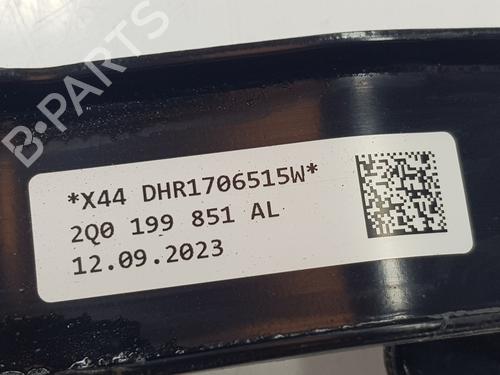 B-PARTS
*X44 DHR1706515W*
2Q0 199 851 AL
12.09.2023